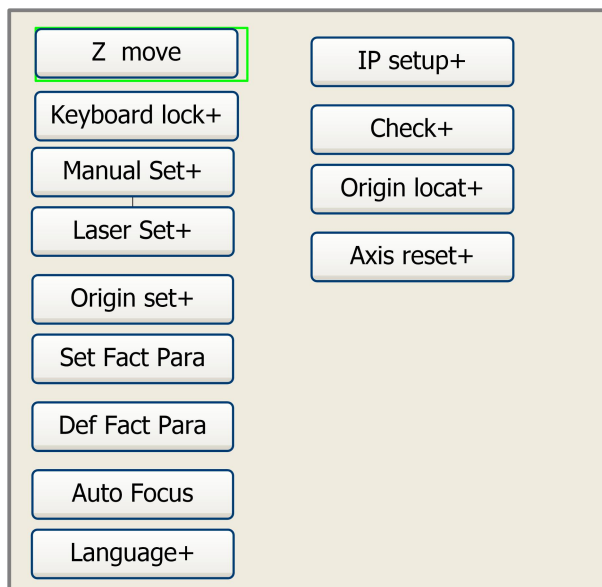 Z  move
Keyboard lock+
Manual Set+
Laser Set+
Origin set+
Set Fact Para
Def Fact Para
Auto Focus
Language+
IP setup+
Check+
Origin locat+
Axis reset+